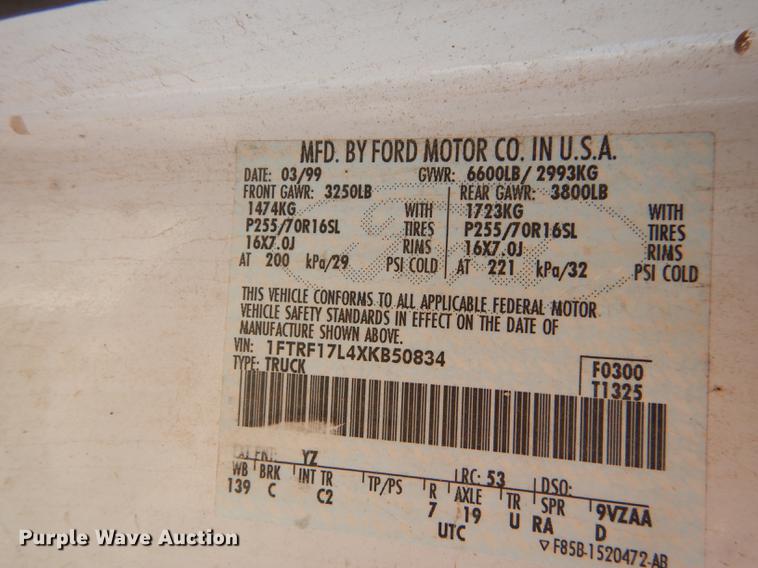 MFD. BY FORD MOTOR CO. IN U.S.A.
DATE: 03/99 GVWR: 6600LB/ 2993KG
FRONT GAWR: 3250LB REAR GAWR: 3800LB
1474KG WITH 1723KG WITH
P255/70R16SL TIRES P255/70R16SL TIRES
16X7.0J RIMS 16X7.0J RIMS
AT 200 kPa/29 PSI COLD AT 221 kPa/32 PSI COLD
THIS VEHICLE CONFORMS TO ALL APPLICABLE FEDERAL MOTOR
VEHICLE SAFETY STANDARDS IN EFFECT ON THE DATE OF
MANUFACTURE SHOWN ABOVE.
VIN: 1FTRF17L4XKB50834
TYPE: TRUCK
F0300
T1325
EXT PNT: YZ RC: 53 DSO:
WB BRK INT TR TP/PS R AXLE TR SPR 9VZAA
139 C C2 7 19 U RA D
UTC
F85B-1520472-AB
Purple Wave Auction